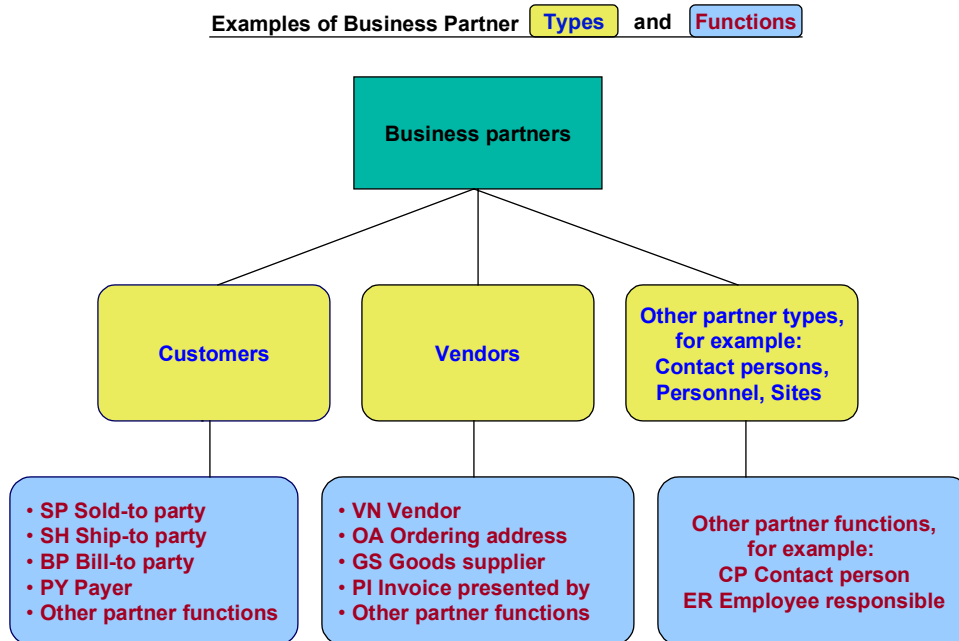 Examples of Business Partner Types and Functions
Business partners
Customers
Vendors
Other partner types,
for example:
Contact persons,
Personnel, Sites
• SP Sold-to party
• SH Ship-to party
• BP Bill-to party
• PY Payer
• Other partner functions
• VN Vendor
• OA Ordering address
• GS Goods supplier
• PI Invoice presented by
• Other partner functions
Other partner functions,
for example:
CP Contact person
ER Employee responsible